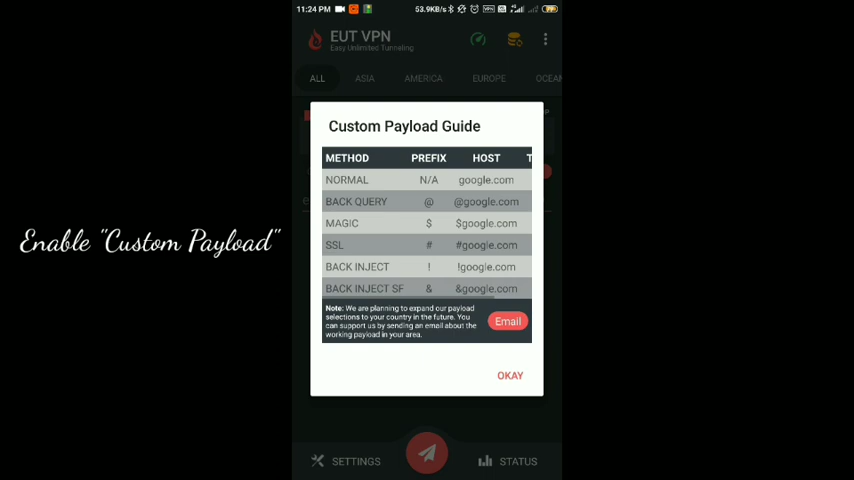 11:24 PM
53.9KB/s
VPN
EUT VPN
Easy Unlimited Tunneling
ALL ASIA AMERICA EUROPE OCEAN
P
Custom Payload Guide
METHOD PREFIX HOST T
NORMAL N/A google.com
BACK QUERY @ @google.com
MAGIC $ $google.com
SSL # #google.com
BACK INJECT ! !google.com
BACK INJECT SF & &google.com
Enable "Custom Payload"
Note: We are planning to expand our payload
selections to your country in the future. You
can support us by sending an email about the
working payload in your area.
Email
OKAY
SETTINGS
STATUS